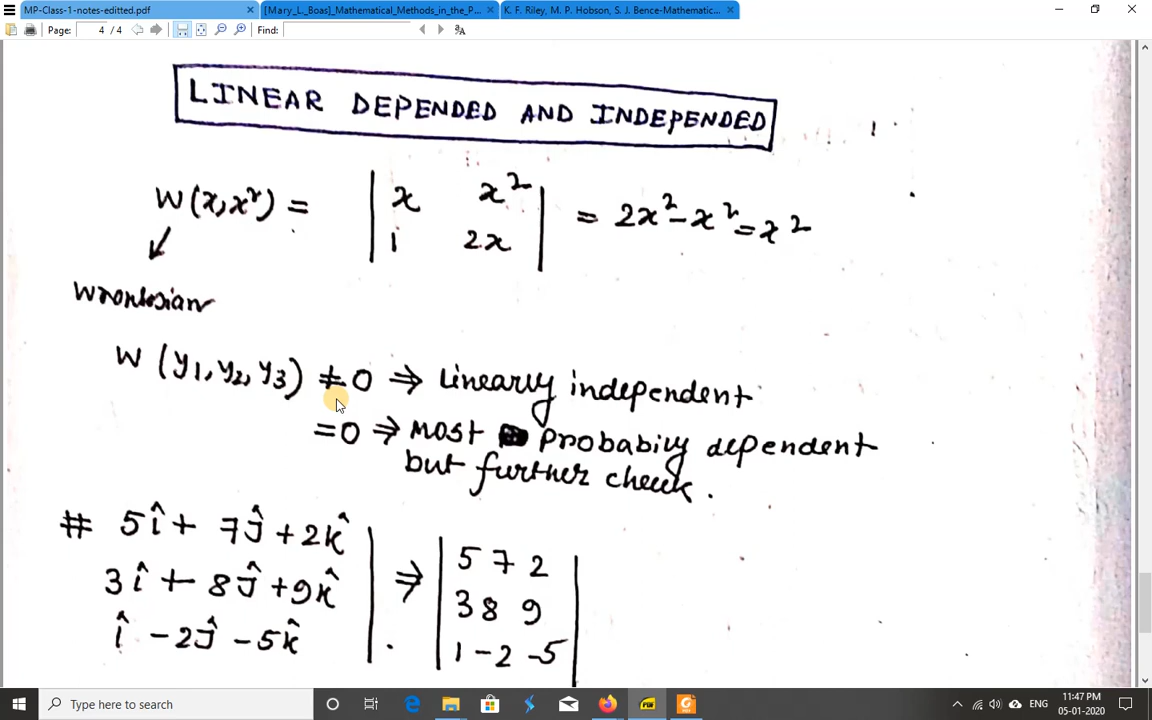 MP-Class-1-notes-editted.pdf × [Mary_L._Boas]_Mathematical_Methods_in_the_P... × K. F. Riley, M. P. Hobson, S. J. Bence-Mathematic... ×
Page: 4 / 4 Find:
LINEAR DEPENDED AND INDEPENDED
W(x,x²) = | x x² | = 2x² - x² = x²
| 1 2x |
Wronksian
W (y₁, y₂, y₃) ≠ 0 ⇒ Linearly independent
= 0 ⇒ Most Probabily dependent
but further check.
# 5î + 7ĵ + 2k̂ | ⇒ | 5 7 2 |
3î + 8ĵ + 9k̂ | | 3 8 9 |
î - 2ĵ - 5k̂ | | 1 -2 -5 |
Type here to search
ENG
11:47 PM
05-01-2020